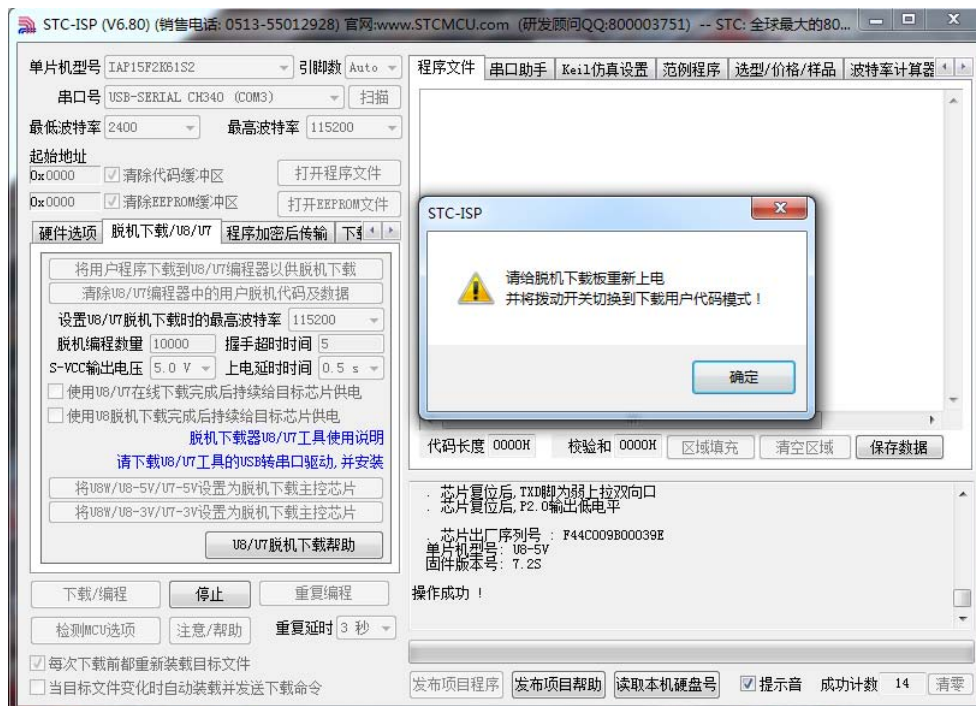 STC-ISP (V6.80) (销售电话: 0513-55012928) 官网:www.STCMCU.com (研发顾问QQ:800003751) -- STC: 全球最大的80...
单片机型号 IAP15F2K61S2 引脚数 Auto
串口号 USB-SERIAL CH340 (COM3) 扫描
最低波特率 2400 最高波特率 115200
起始地址
0x0000 清除代码缓冲区 打开程序文件
0x0000 清除EEPROM缓冲区 打开EEPROM文件
硬件选项 脱机下载/U8/U7 程序加密后传输
将用户程序下载到U8/U7编程器以供脱机下载
清除U8/U7编程器中的用户脱机代码及数据
设置U8/U7脱机下载时的最高波特率 115200
脱机编程数量 10000 握手超时时间 5
S-VCC输出电压 5.0 V 上电延时时间 0.5 s
使用U8/U7在线下载完成后持续给目标芯片供电
使用U8脱机下载完成后持续给目标芯片供电
脱机下载器U8/U7工具使用说明
请下载U8/U7工具的USB转串口驱动,并安装
将U8W/U8-5V/U7-5V设置为脱机下载主控芯片
将U8W/U8-3V/U7-3V设置为脱机下载主控芯片
U8/U7脱机下载帮助
下载/编程 停止 重复编程
检测MCU选项 注意/帮助 重复延时 3 秒
每次下载前都重新装载目标文件
当目标文件变化时自动装载并发送下载命令
程序文件 串口助手 Keil仿真设置 范例程序 选型/价格/样品 波特率计算器
STC-ISP
请给脱机下载板重新上电
并将拨动开关切换到下载用户代码模式！
确定
代码长度 0000H 校验和 0000H 区域填充 清空区域 保存数据
. 芯片复位后,TXD脚为弱上拉双向口
. 芯片复位后,P2.0输出低电平
. 芯片出厂序列号 : F44C009B00039E
单片机型号: U8-5V
固件版本号: 7.2S
操作成功 !
发布项目程序 发布项目帮助 读取本机硬盘号 提示音 成功计数 14 清零